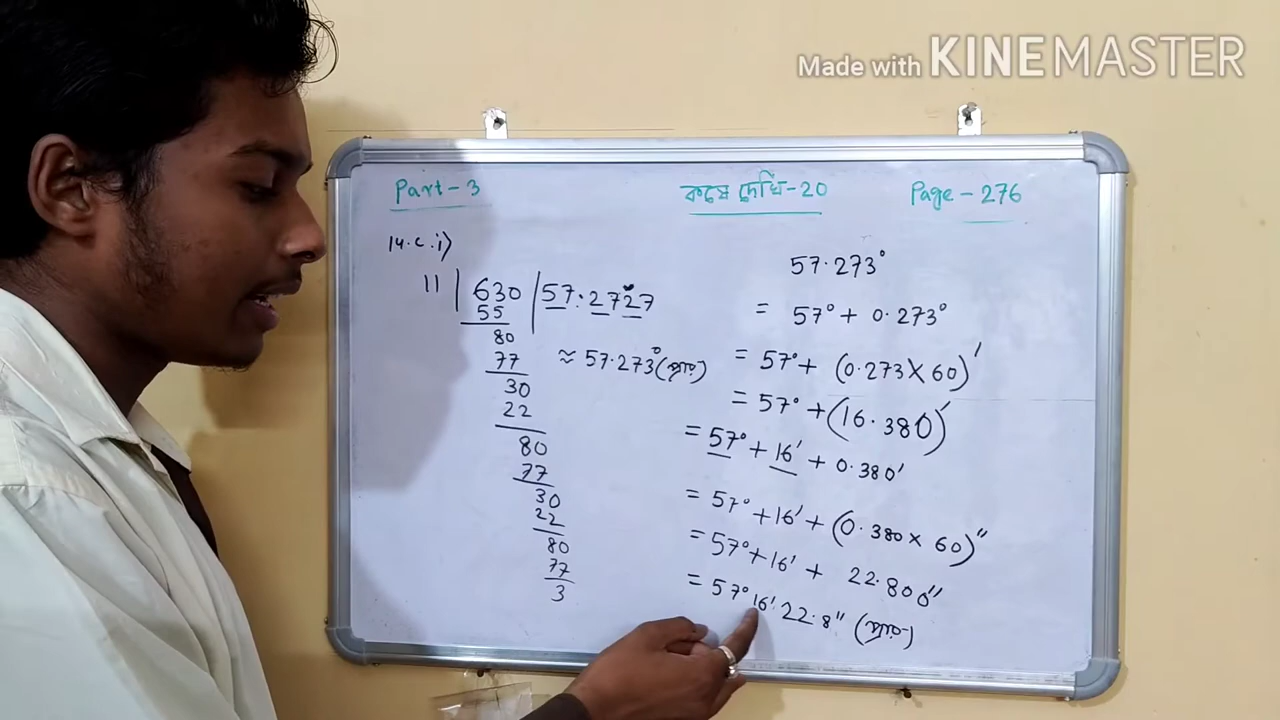 Made with KINEMASTER
Part-3 কষে দেখি-20 Page-276
14.c.i)
11 | 630 | 57.2727
55
80
77
30
22
80
77
30
22
80
77
3
≈ 57.273° (প্রায়)
57.273°
= 57° + 0.273°
= 57° + (0.273 X 60)′
= 57° + (16.380)′
= 57° + 16′ + 0.380′
= 57° + 16′ + (0.380 x 60)″
= 57° + 16′ + 22.800″
= 57° 16′ 22.8″ (প্রায়)